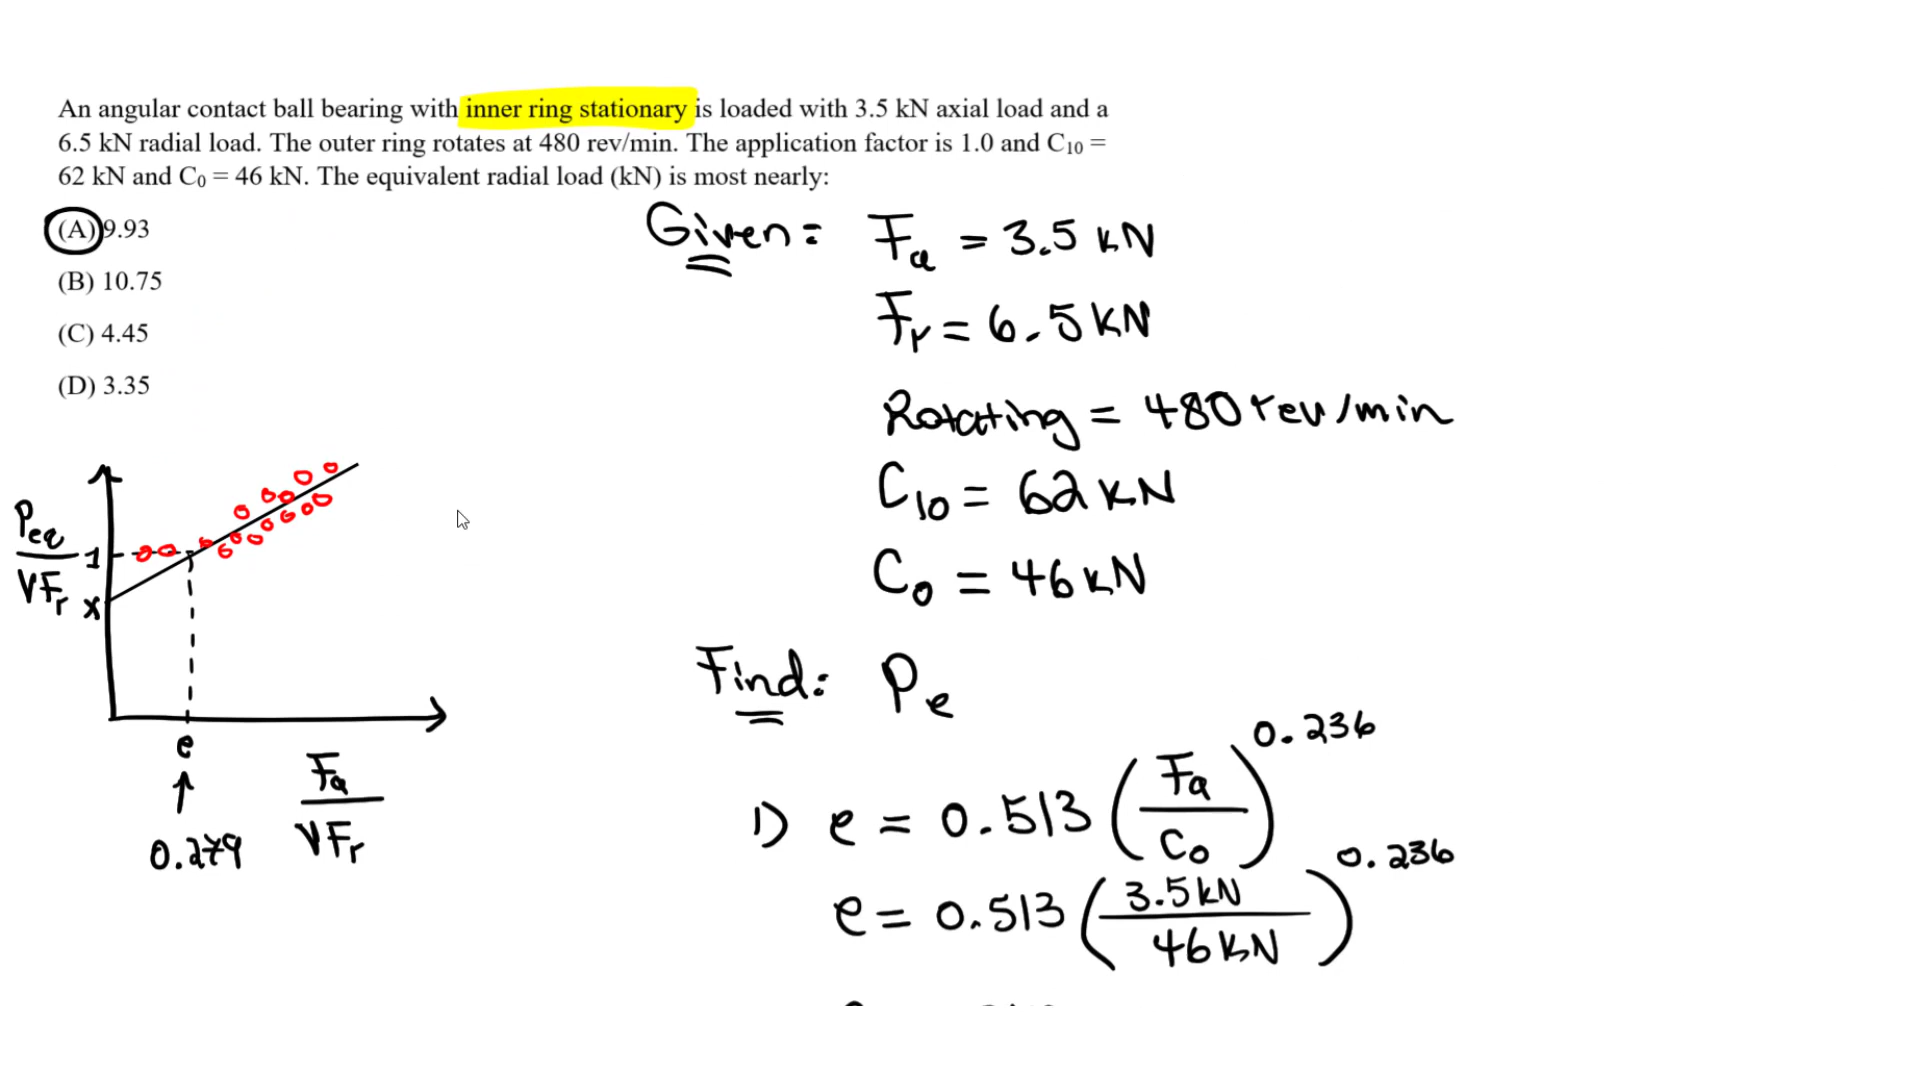 An angular contact ball bearing with inner ring stationary is loaded with 3.5 kN axial load and a
6.5 kN radial load. The outer ring rotates at 480 rev/min. The application factor is 1.0 and C₁₀ =
62 kN and C₀ = 46 kN. The equivalent radial load (kN) is most nearly:
(A) 9.93
(B) 10.75
(C) 4.45
(D) 3.35
Given: Fa = 3.5 kN
Fr = 6.5 kN
Rotating = 480 rev/min
C₁₀ = 62 kN
C₀ = 46 kN
Find: Pe
Peq
VFr
1
x
e
0.279
Fa
VFr
1) e = 0.513 (Fa/C₀)^0.236
e = 0.513 (3.5kN/46kN)^0.236